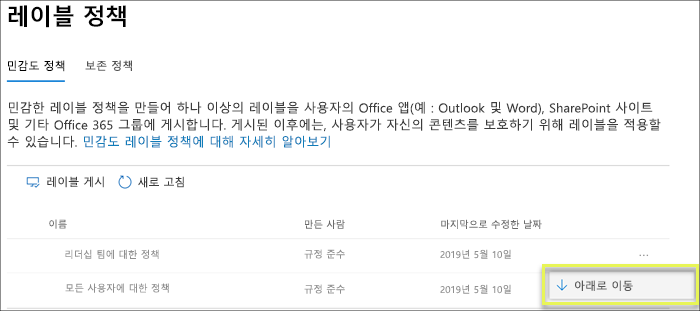 레이블 정책
민감도 정책 보존 정책
민감한 레이블 정책을 만들어 하나 이상의 레이블을 사용자의 Office 앱(예 : Outlook 및 Word), SharePoint 사이트
및 기타 Office 365 그룹에 게시합니다. 게시된 이후에는, 사용자가 자신의 콘텐츠를 보호하기 위해 레이블을 적용할
수 있습니다. 민감도 레이블 정책에 대해 자세히 알아보기
레이블 게시 새로 고침
이름 만든 사람 마지막으로 수정한 날짜
리더십 팀에 대한 정책 규정 준수 2019년 5월 10일 ...
모든 사용자에 대한 정책 규정 준수 2019년 5월 10일 아래로 이동